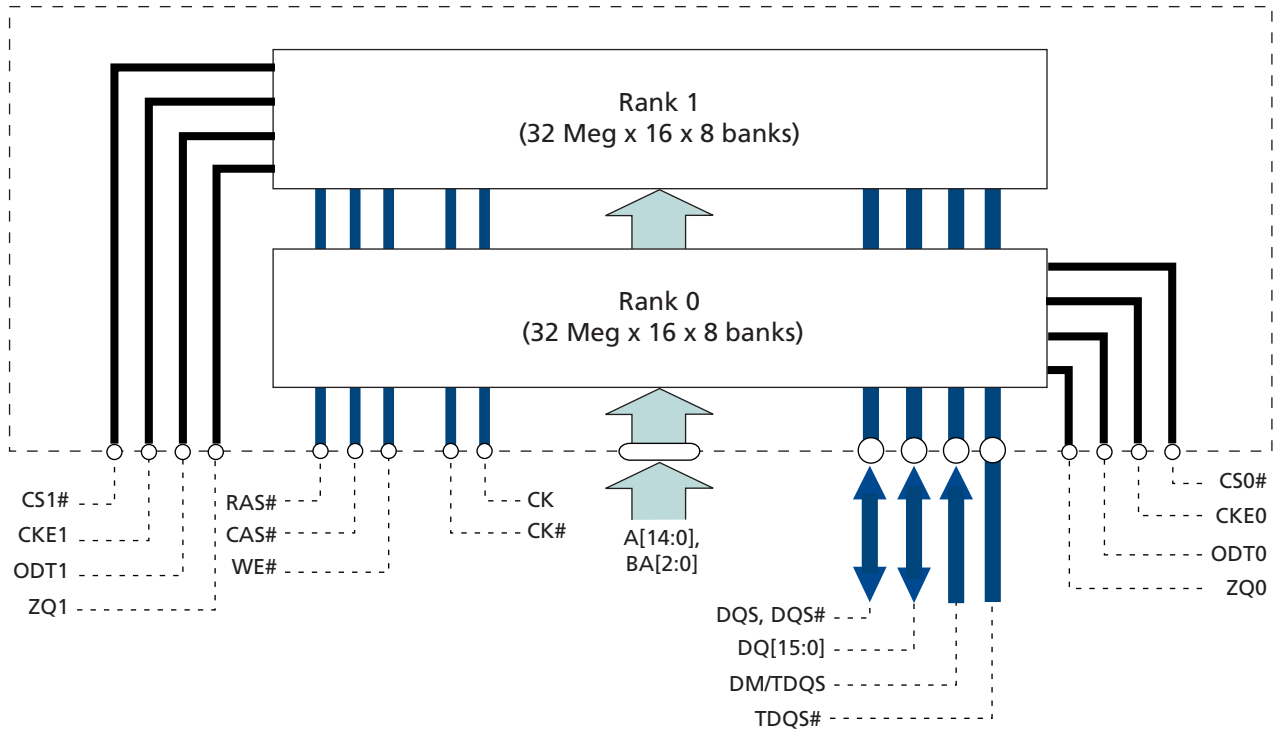 Rank 1
(32 Meg x 16 x 8 banks)
Rank 0
(32 Meg x 16 x 8 banks)
CS1#
CKE1
ODT1
ZQ1
RAS#
CAS#
WE#
CK
CK#
A[14:0],
BA[2:0]
DQS, DQS#
DQ[15:0]
DM/TDQS
TDQS#
CS0#
CKE0
ODT0
ZQ0